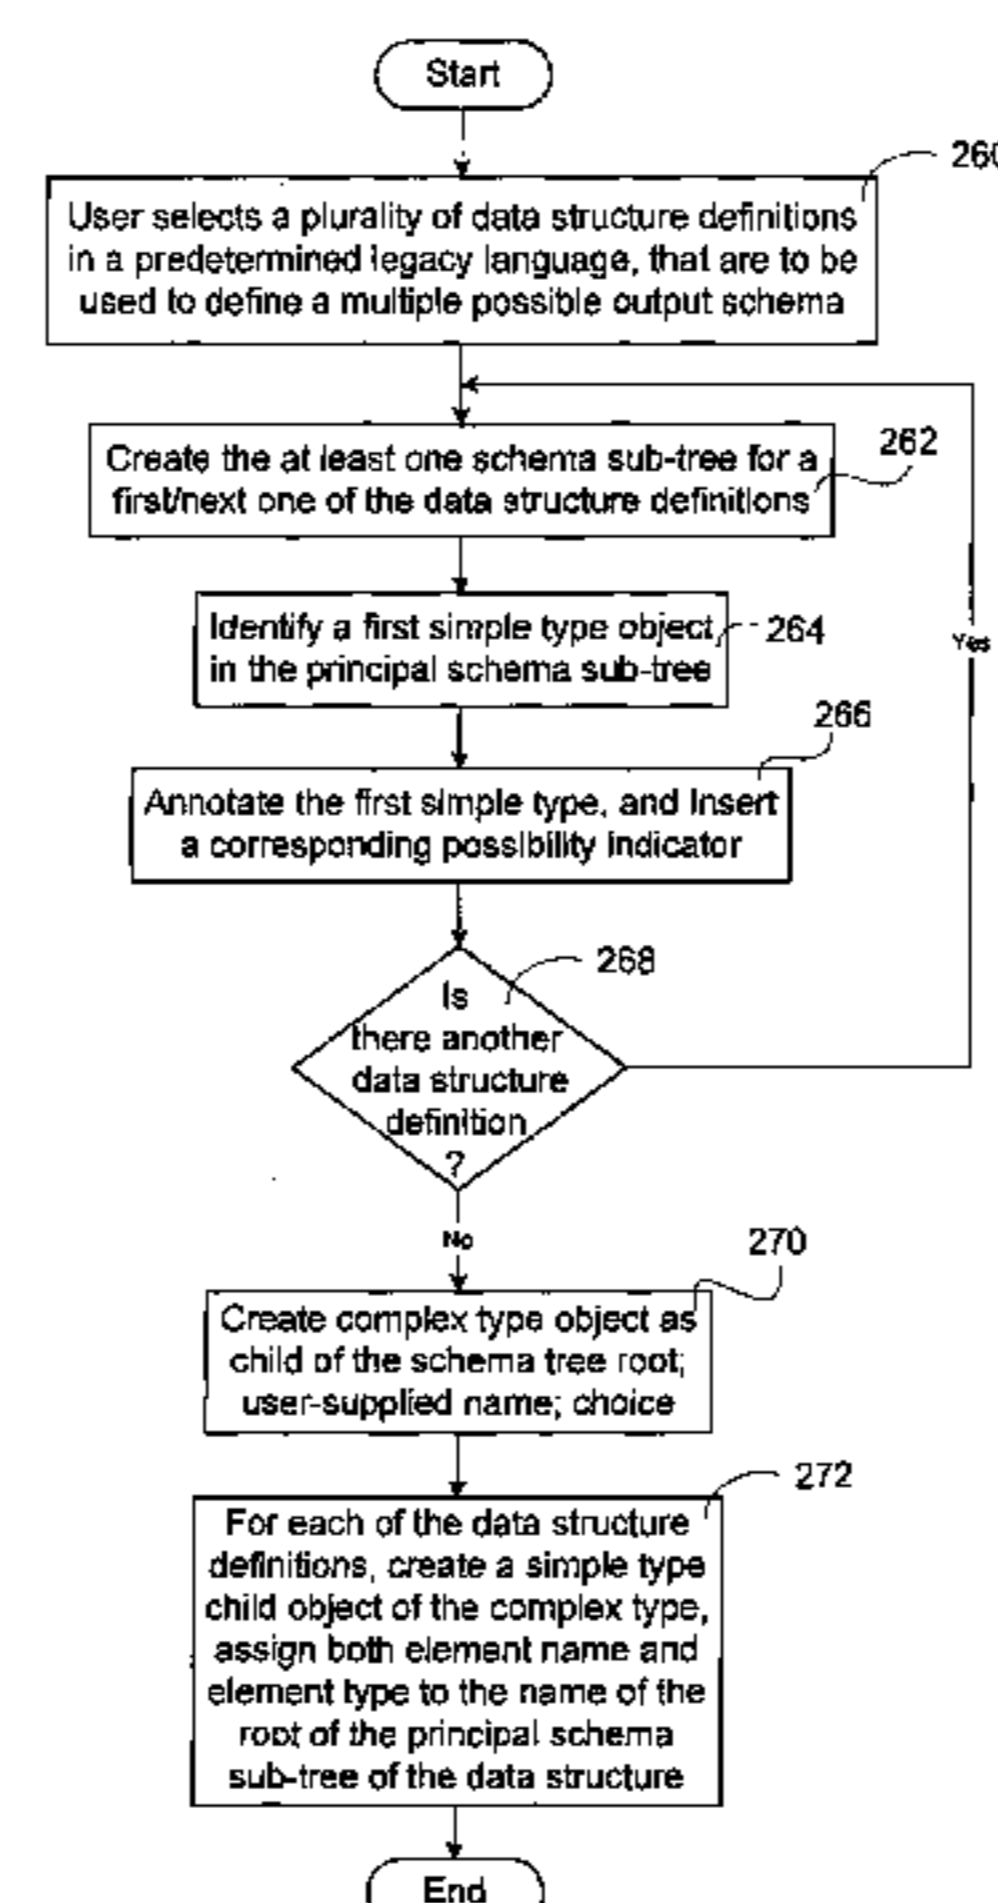 Start
260
User selects a plurality of data structure definitions
in a predetermined legacy language, that are to be
used to define a multiple possible output schema
262
Create the at least one schema sub-tree for a
first/next one of the data structure definitions
264
Identify a first simple type object
in the principal schema sub-tree
Yes
266
Annotate the first simple type, and Insert
a corresponding possibility indicator
268
Is
there another
data structure
definition
?
No
270
Create complex type object as
child of the schema tree root;
user-supplied name; choice
272
For each of the data structure
definitions, create a simple type
child object of the complex type,
assign both element name and
element type to the name of the
root of the principal schema
sub-tree of the data structure
End